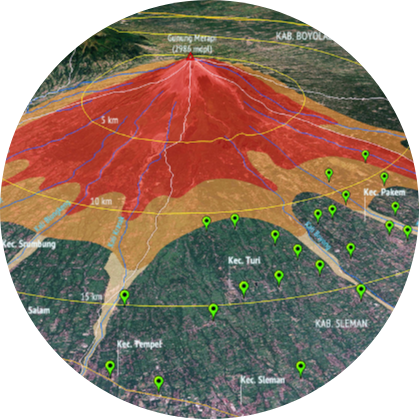 Gunung Merapi
(2986 mdpl)
KAB. BOYOLALI
5 km
Kec. Pakem
10 km
Kec. Srumbung
Kec. Turi
15 km
Salam
KAB. SLEMAN
Kec. Tempel
Kec. Sleman